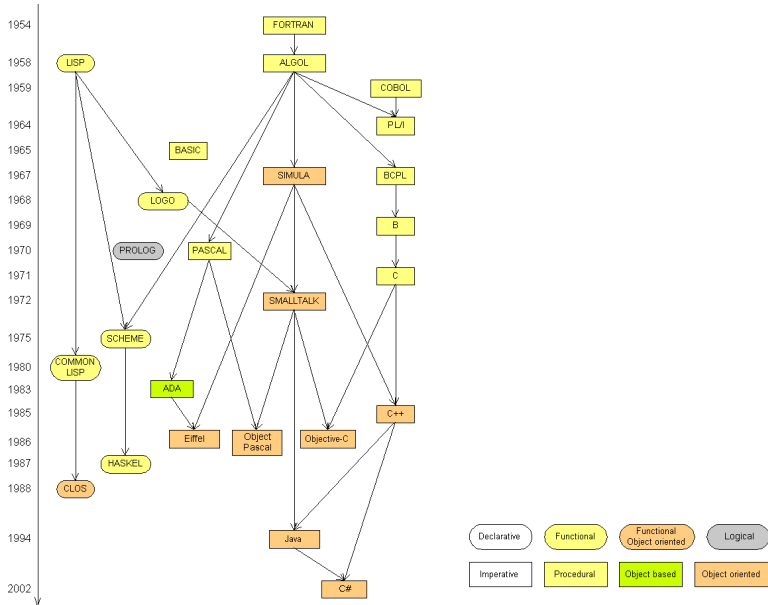 1954
FORTRAN
1958
LISP
ALGOL
1959
COBOL
1964
PL/I
1965
BASIC
1967
SIMULA
BCPL
1968
LOGO
1969
B
1970
PROLOG
PASCAL
1971
C
1972
SMALLTALK
1975
SCHEME
1980
COMMON
LISP
1983
ADA
1985
C++
1986
Eiffel
Object
Pascal
Objective-C
1987
HASKEL
1988
CLOS
1994
Java
2002
C#
Declarative
Functional
Functional
Object oriented
Logical
Imperative
Procedural
Object based
Object oriented